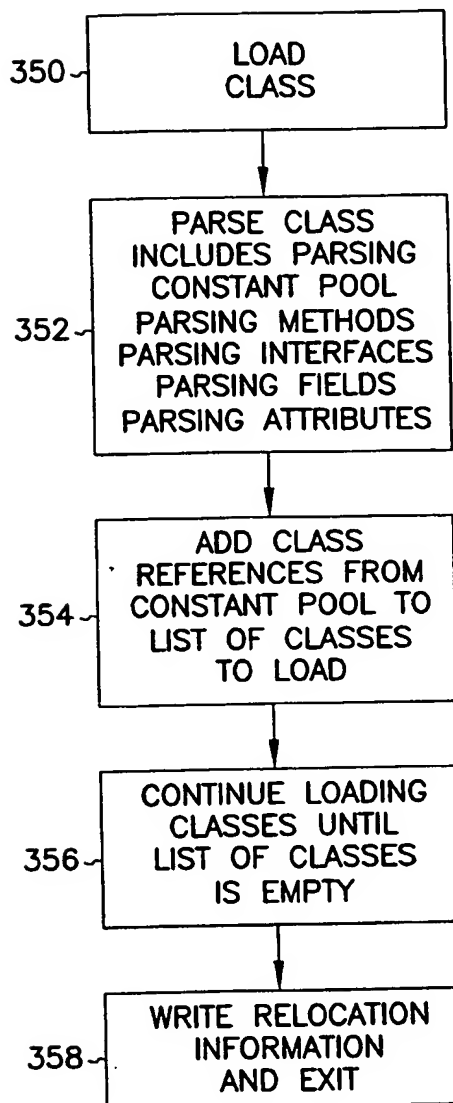 350
LOAD
CLASS
352
PARSE CLASS
INCLUDES PARSING
CONSTANT POOL
PARSING METHODS
PARSING INTERFACES
PARSING FIELDS
PARSING ATTRIBUTES
354
ADD CLASS
REFERENCES FROM
CONSTANT POOL TO
LIST OF CLASSES
TO LOAD
356
CONTINUE LOADING
CLASSES UNTIL
LIST OF CLASSES
IS EMPTY
358
WRITE RELOCATION
INFORMATION
AND EXIT